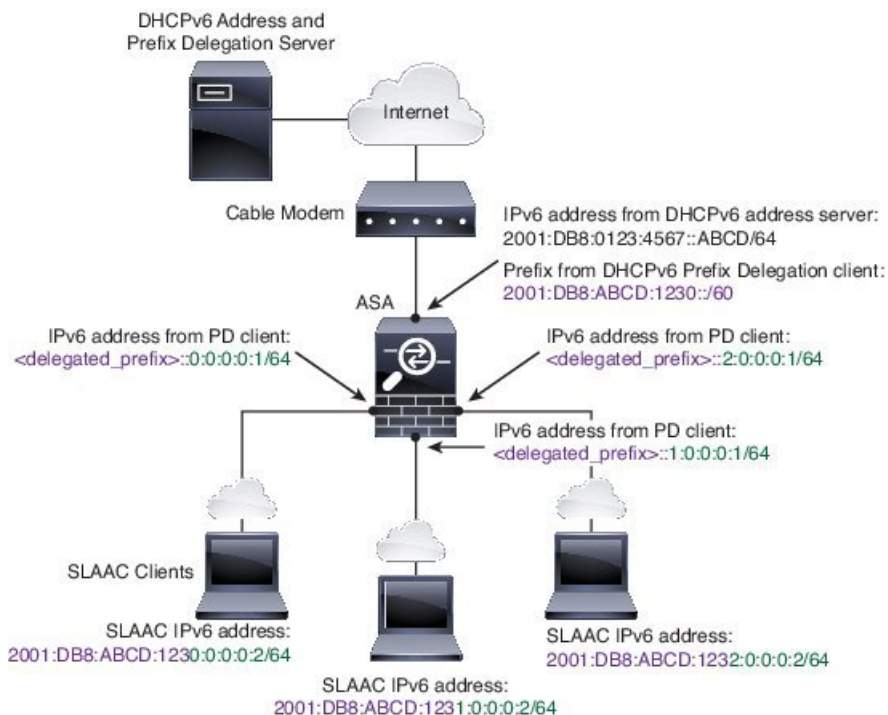 DHCPv6 Address and
Prefix Delegation Server
Internet
Cable Modem
IPv6 address from DHCPv6 address server:
2001:DB8:0123:4567::ABCD/64
Prefix from DHCPv6 Prefix Delegation client:
2001:DB8:ABCD:1230::/60
ASA
IPv6 address from PD client:
<delegated_prefix>::0:0:0:0:1/64
IPv6 address from PD client:
<delegated_prefix>::2:0:0:0:1/64
IPv6 address from PD client:
<delegated_prefix>::1:0:0:0:1/64
SLAAC Clients
SLAAC IPv6 address:
2001:DB8:ABCD:1230:0:0:0:2/64
SLAAC IPv6 address:
2001:DB8:ABCD:1231:0:0:0:2/64
SLAAC IPv6 address:
2001:DB8:ABCD:1232:0:0:0:2/64